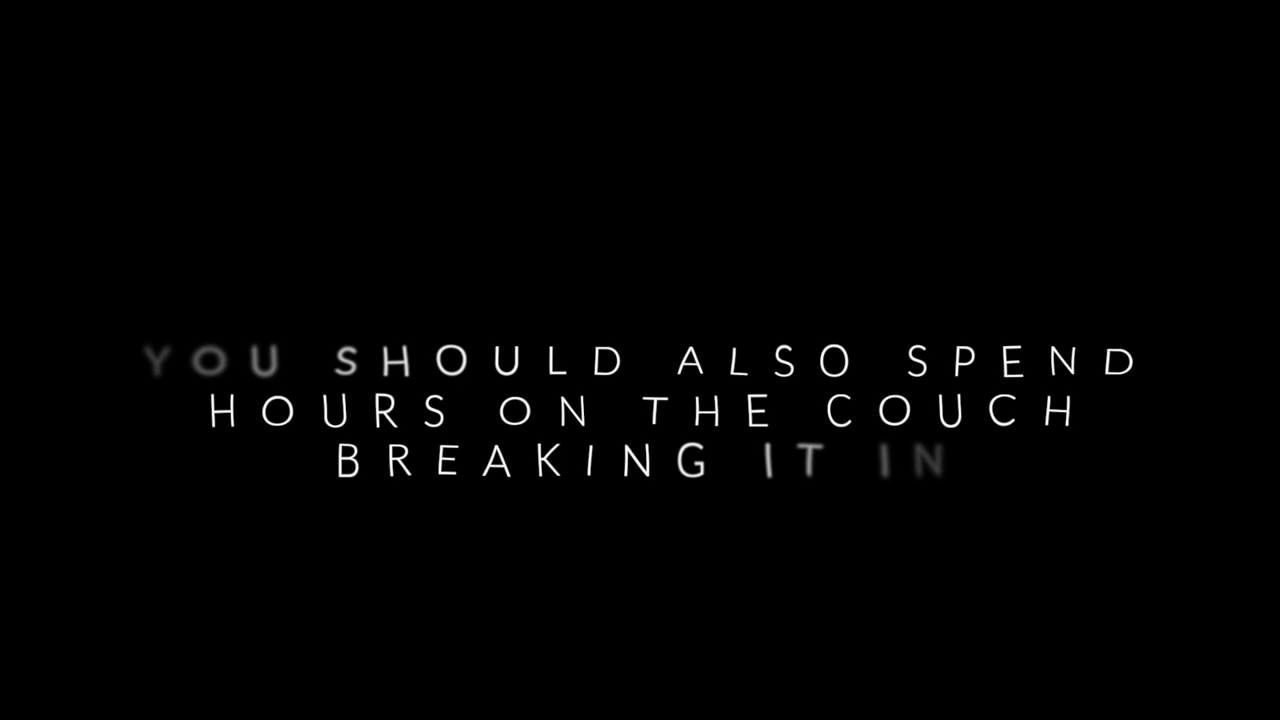 YOU SHOULD ALSO SPEND
HOURS ON THE COUCH
BREAKING IT IN